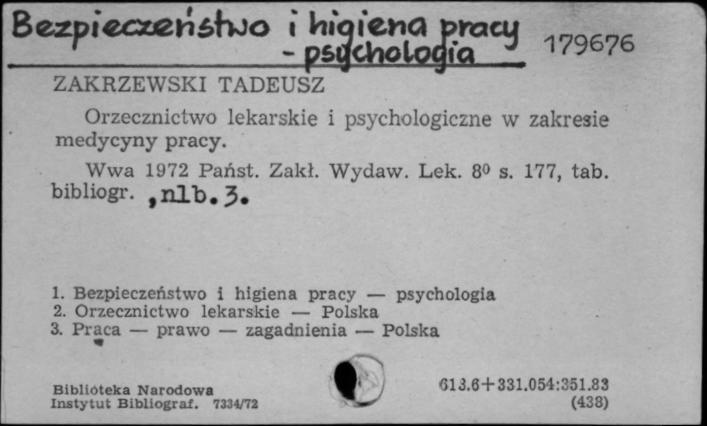 Bezpieczeństwo i higiena pracy
- psychologia
179676
ZAKRZEWSKI TADEUSZ
Orzecznictwo lekarskie i psychologiczne w zakresie
medycyny pracy.
Wwa 1972 Państ. Zakł. Wydaw. Lek. 8⁰ s. 177, tab.
bibliogr. , nlb. 3.
1. Bezpieczeństwo i higiena pracy — psychologia
2. Orzecznictwo lekarskie — Polska
3. Praca — prawo — zagadnienia — Polska
Biblioteka Narodowa
Instytut Bibliograf. 7334/72
613.6+331.054:351.83
(438)